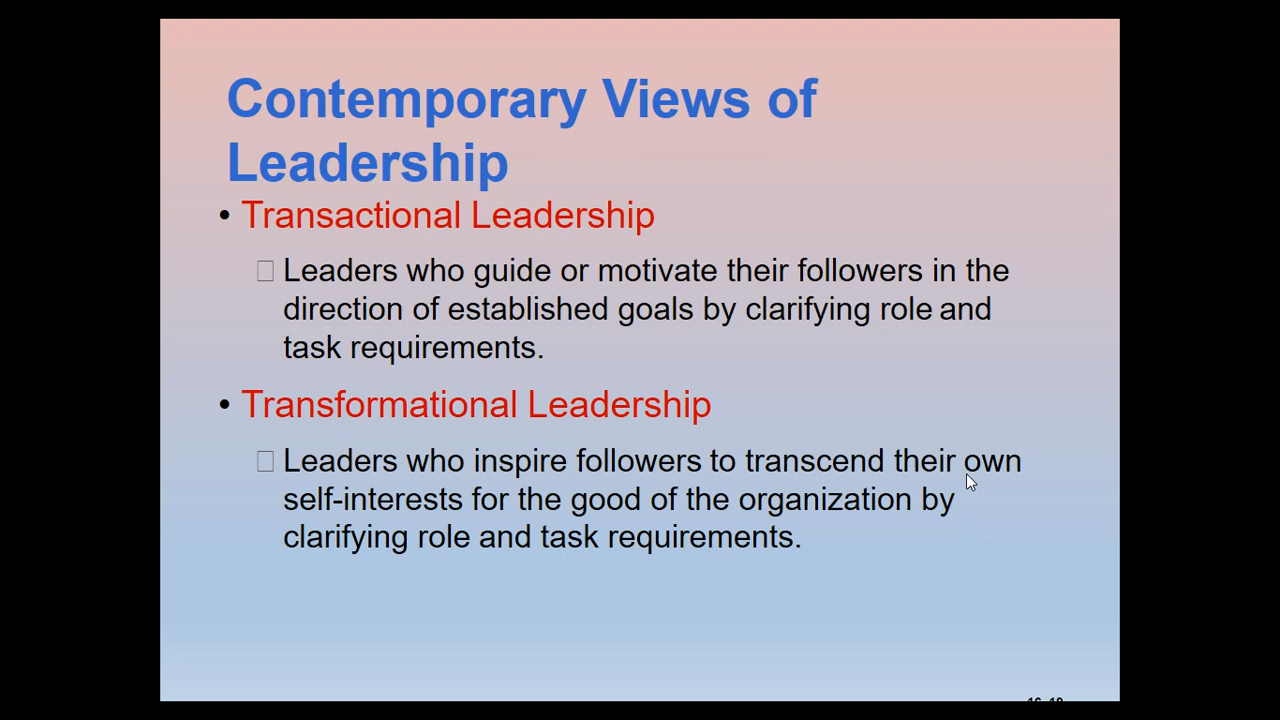 Contemporary Views of
Leadership
• Transactional Leadership
Leaders who guide or motivate their followers in the
direction of established goals by clarifying role and
task requirements.
• Transformational Leadership
Leaders who inspire followers to transcend their own
self-interests for the good of the organization by
clarifying role and task requirements.